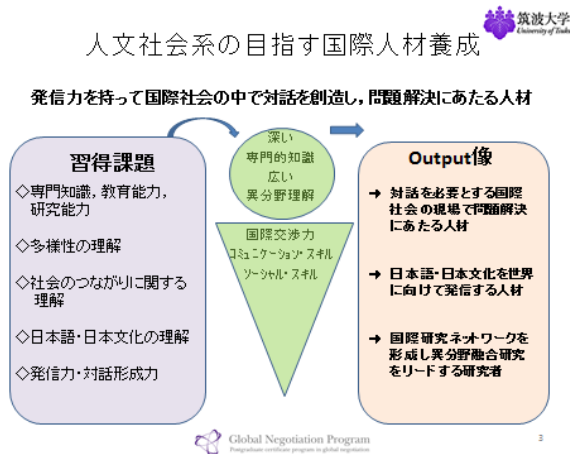 筑波大学
University of Tsuku
人文社会系の目指す国際人材養成
発信力を持って国際社会の中で対話を創造し，問題解決にあたる人材
習得課題
◇専門知識，教育能力，
研究能力
◇多様性の理解
◇社会のつながりに関する
理解
◇日本語・日本文化の理解
◇発信力・対話形成力
深い
専門的知識
広い
異分野理解
国際交渉力
コミュニケーション・スキル
ソーシャル・スキル
Output像
→ 対話を必要とする国際
社会の現場で問題解決
にあたる人材
→ 日本語・日本文化を世界
に向けて発信する人材
→ 国際研究ネットワークを
形成し異分野融合研究
をリードする研究者
Global Negotiation Program
Postgraduate certificate program in global negotiation
3